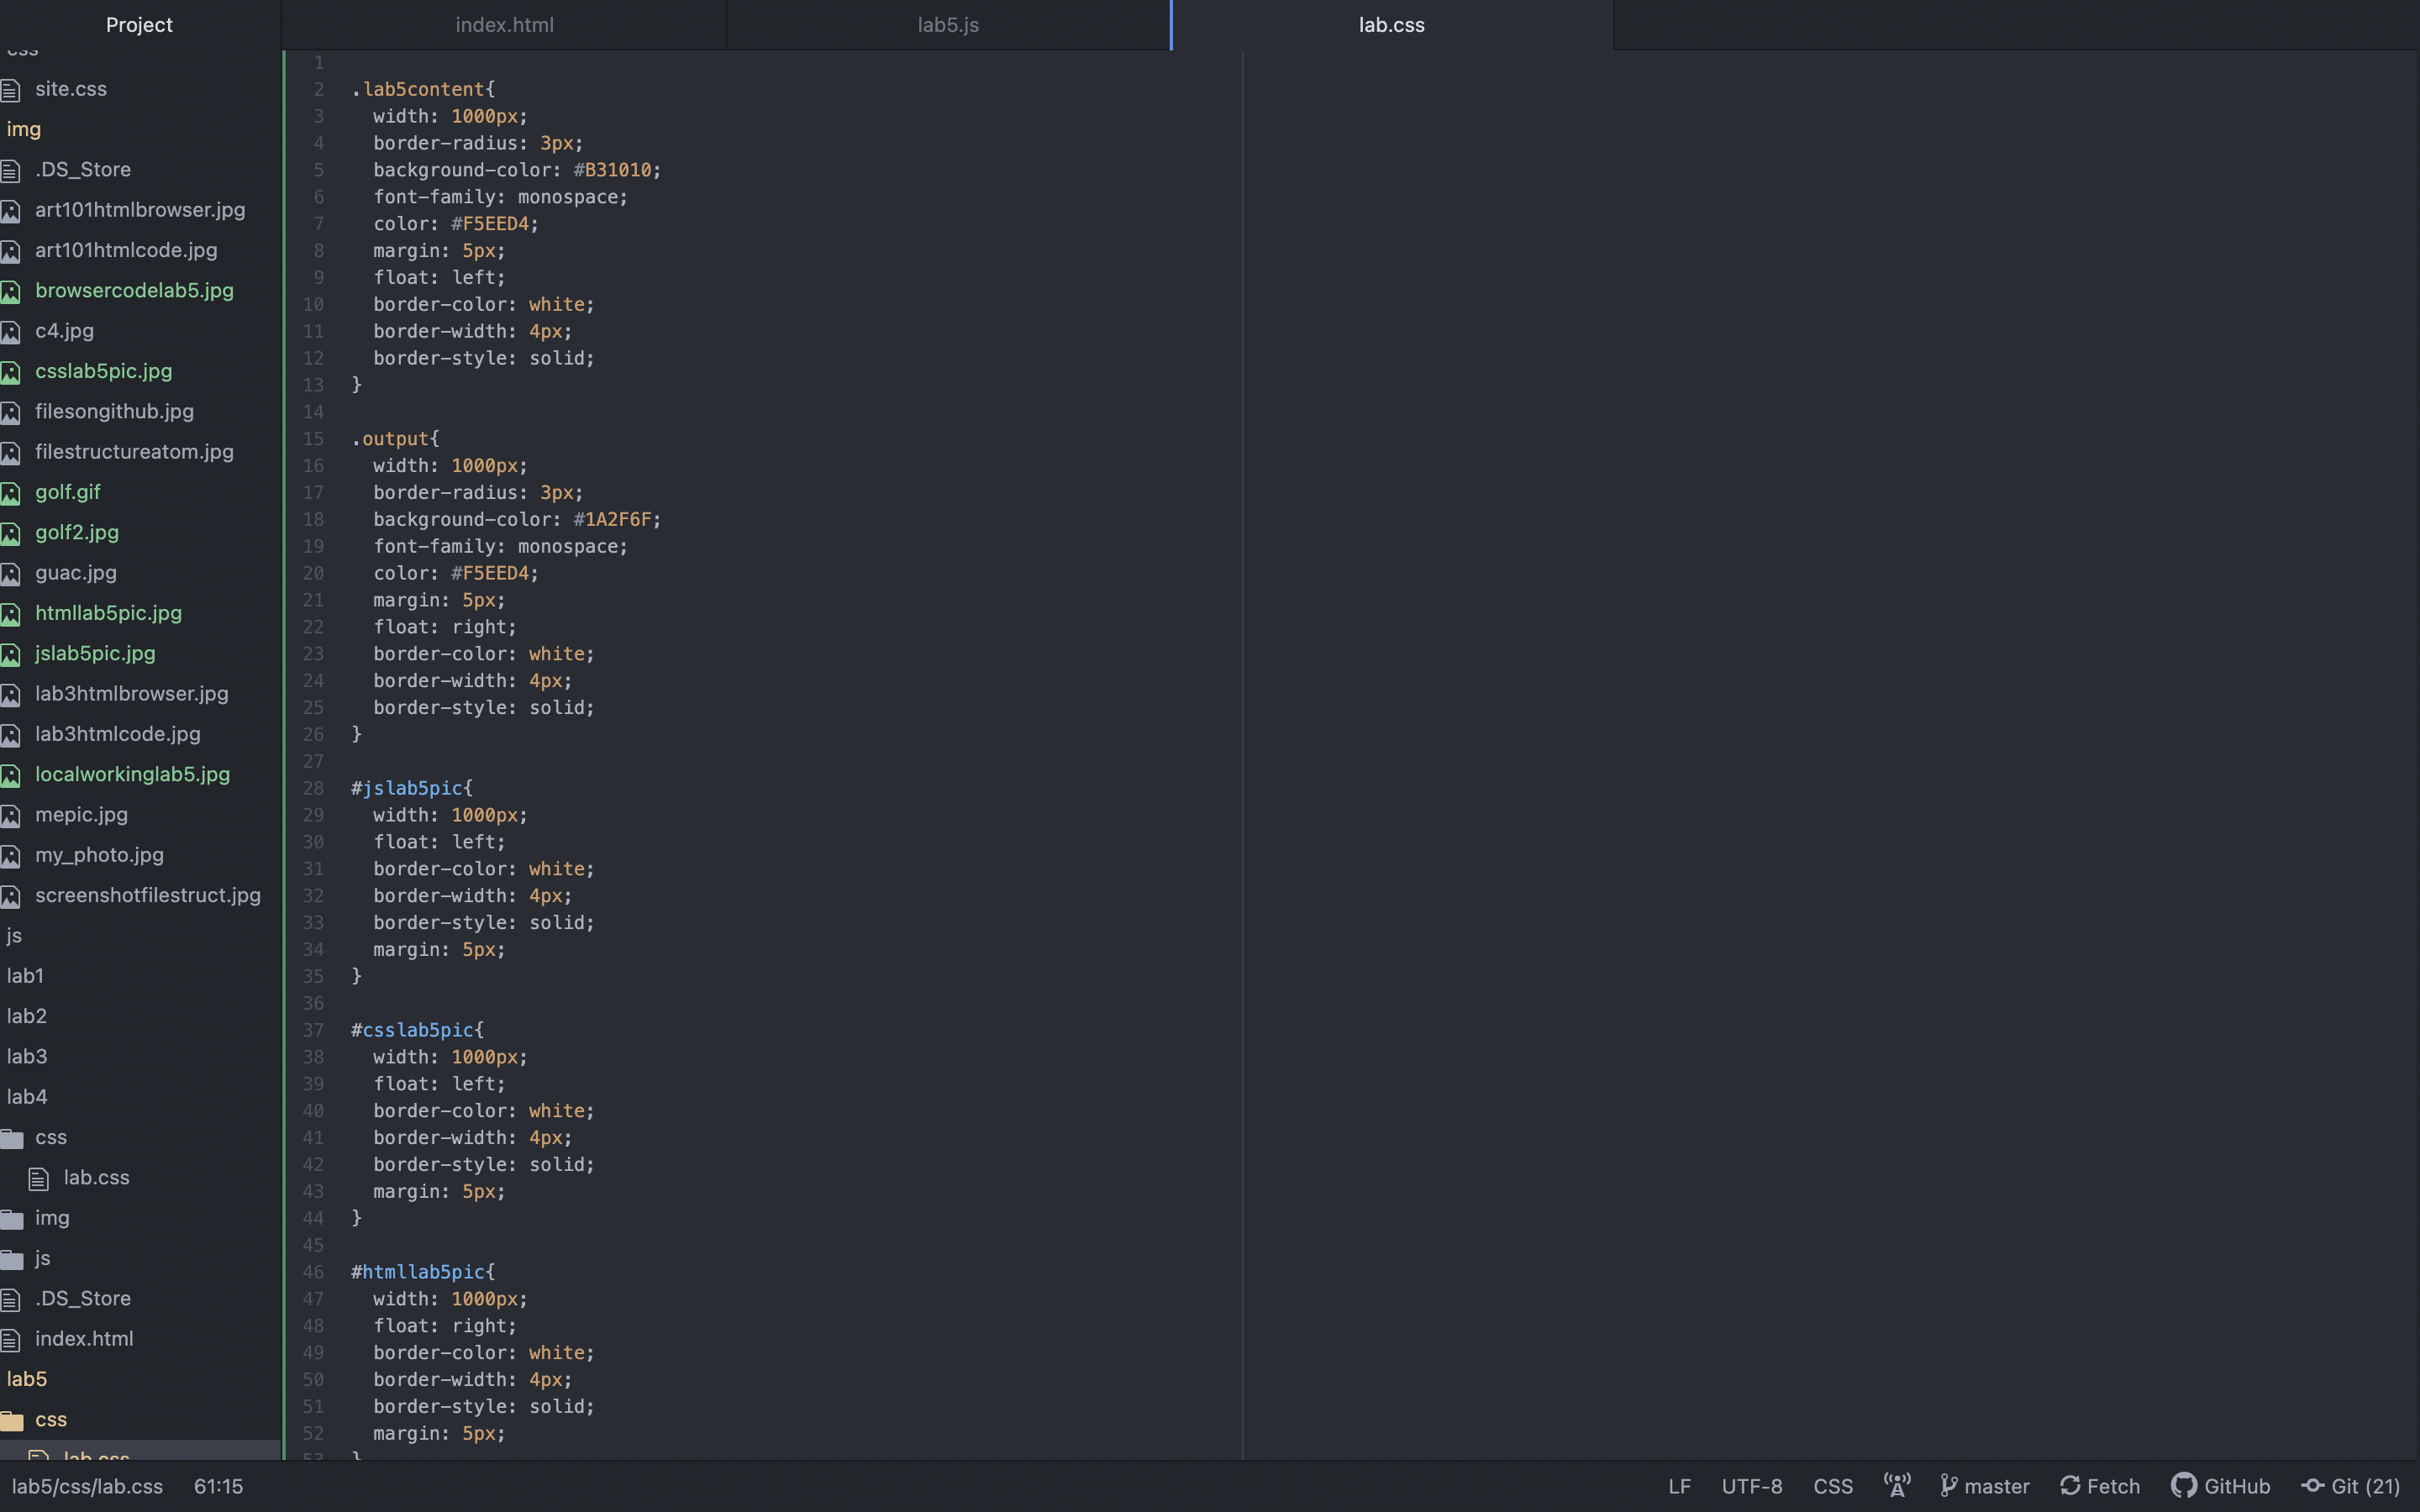 Project
index.html
lab5.js
lab.css
css
site.css
img
.DS_Store
art101htmlbrowser.jpg
art101htmlcode.jpg
browsercodelab5.jpg
c4.jpg
csslab5pic.jpg
filesongithub.jpg
filestructureatom.jpg
golf.gif
golf2.jpg
guac.jpg
htmllab5pic.jpg
jslab5pic.jpg
lab3htmlbrowser.jpg
lab3htmlcode.jpg
localworkinglab5.jpg
mepic.jpg
my_photo.jpg
screenshotfilestruct.jpg
js
lab1
lab2
lab3
lab4
css
lab.css
img
js
.DS_Store
index.html
lab5
css
lab.css
1
2 .lab5content{
3 width: 1000px;
4 border-radius: 3px;
5 background-color: #B31010;
6 font-family: monospace;
7 color: #F5EED4;
8 margin: 5px;
9 float: left;
10 border-color: white;
11 border-width: 4px;
12 border-style: solid;
13 }
14
15 .output{
16 width: 1000px;
17 border-radius: 3px;
18 background-color: #1A2F6F;
19 font-family: monospace;
20 color: #F5EED4;
21 margin: 5px;
22 float: right;
23 border-color: white;
24 border-width: 4px;
25 border-style: solid;
26 }
27
28 #jslab5pic{
29 width: 1000px;
30 float: left;
31 border-color: white;
32 border-width: 4px;
33 border-style: solid;
34 margin: 5px;
35 }
36
37 #csslab5pic{
38 width: 1000px;
39 float: left;
40 border-color: white;
41 border-width: 4px;
42 border-style: solid;
43 margin: 5px;
44 }
45
46 #htmllab5pic{
47 width: 1000px;
48 float: right;
49 border-color: white;
50 border-width: 4px;
51 border-style: solid;
52 margin: 5px;
53 }
lab5/css/lab.css 61:15 LF UTF-8 CSS master Fetch GitHub Git (21)